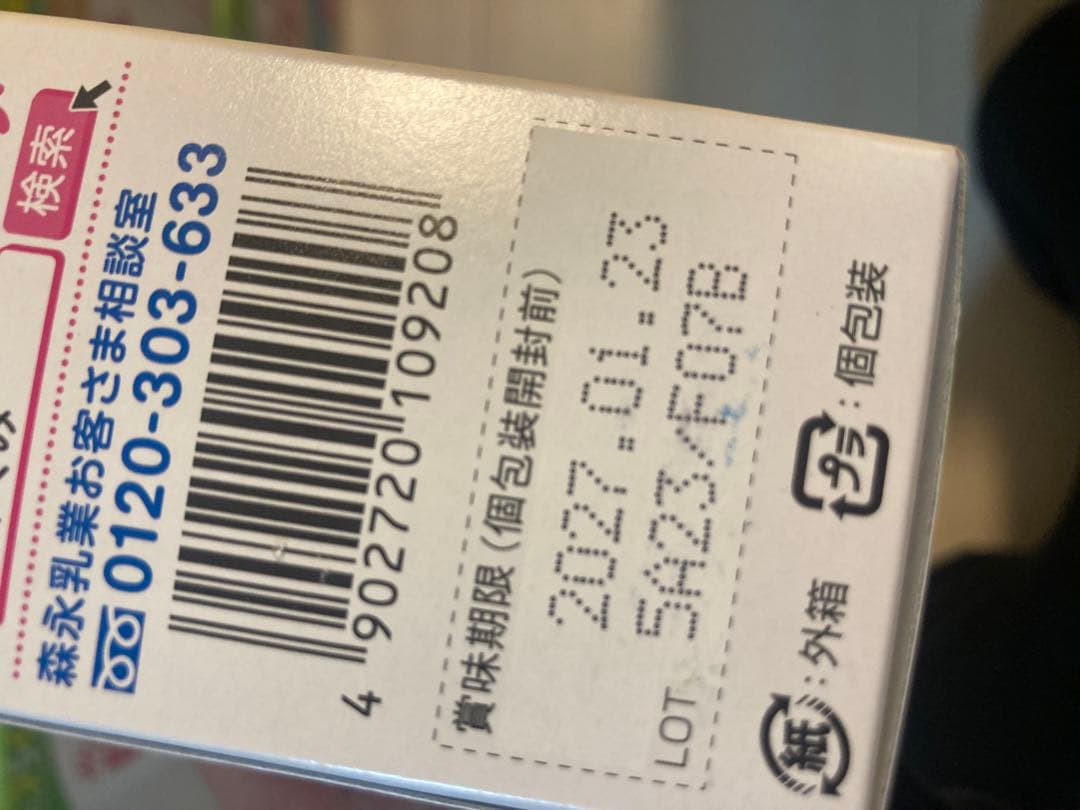 検索
森永乳業お客さま相談室
0120-303-633
4 902720 109208
賞味期限（個包装開封前）
2027.01.23
LOT 5A23XF07B
プラ:個包装
紙:外箱